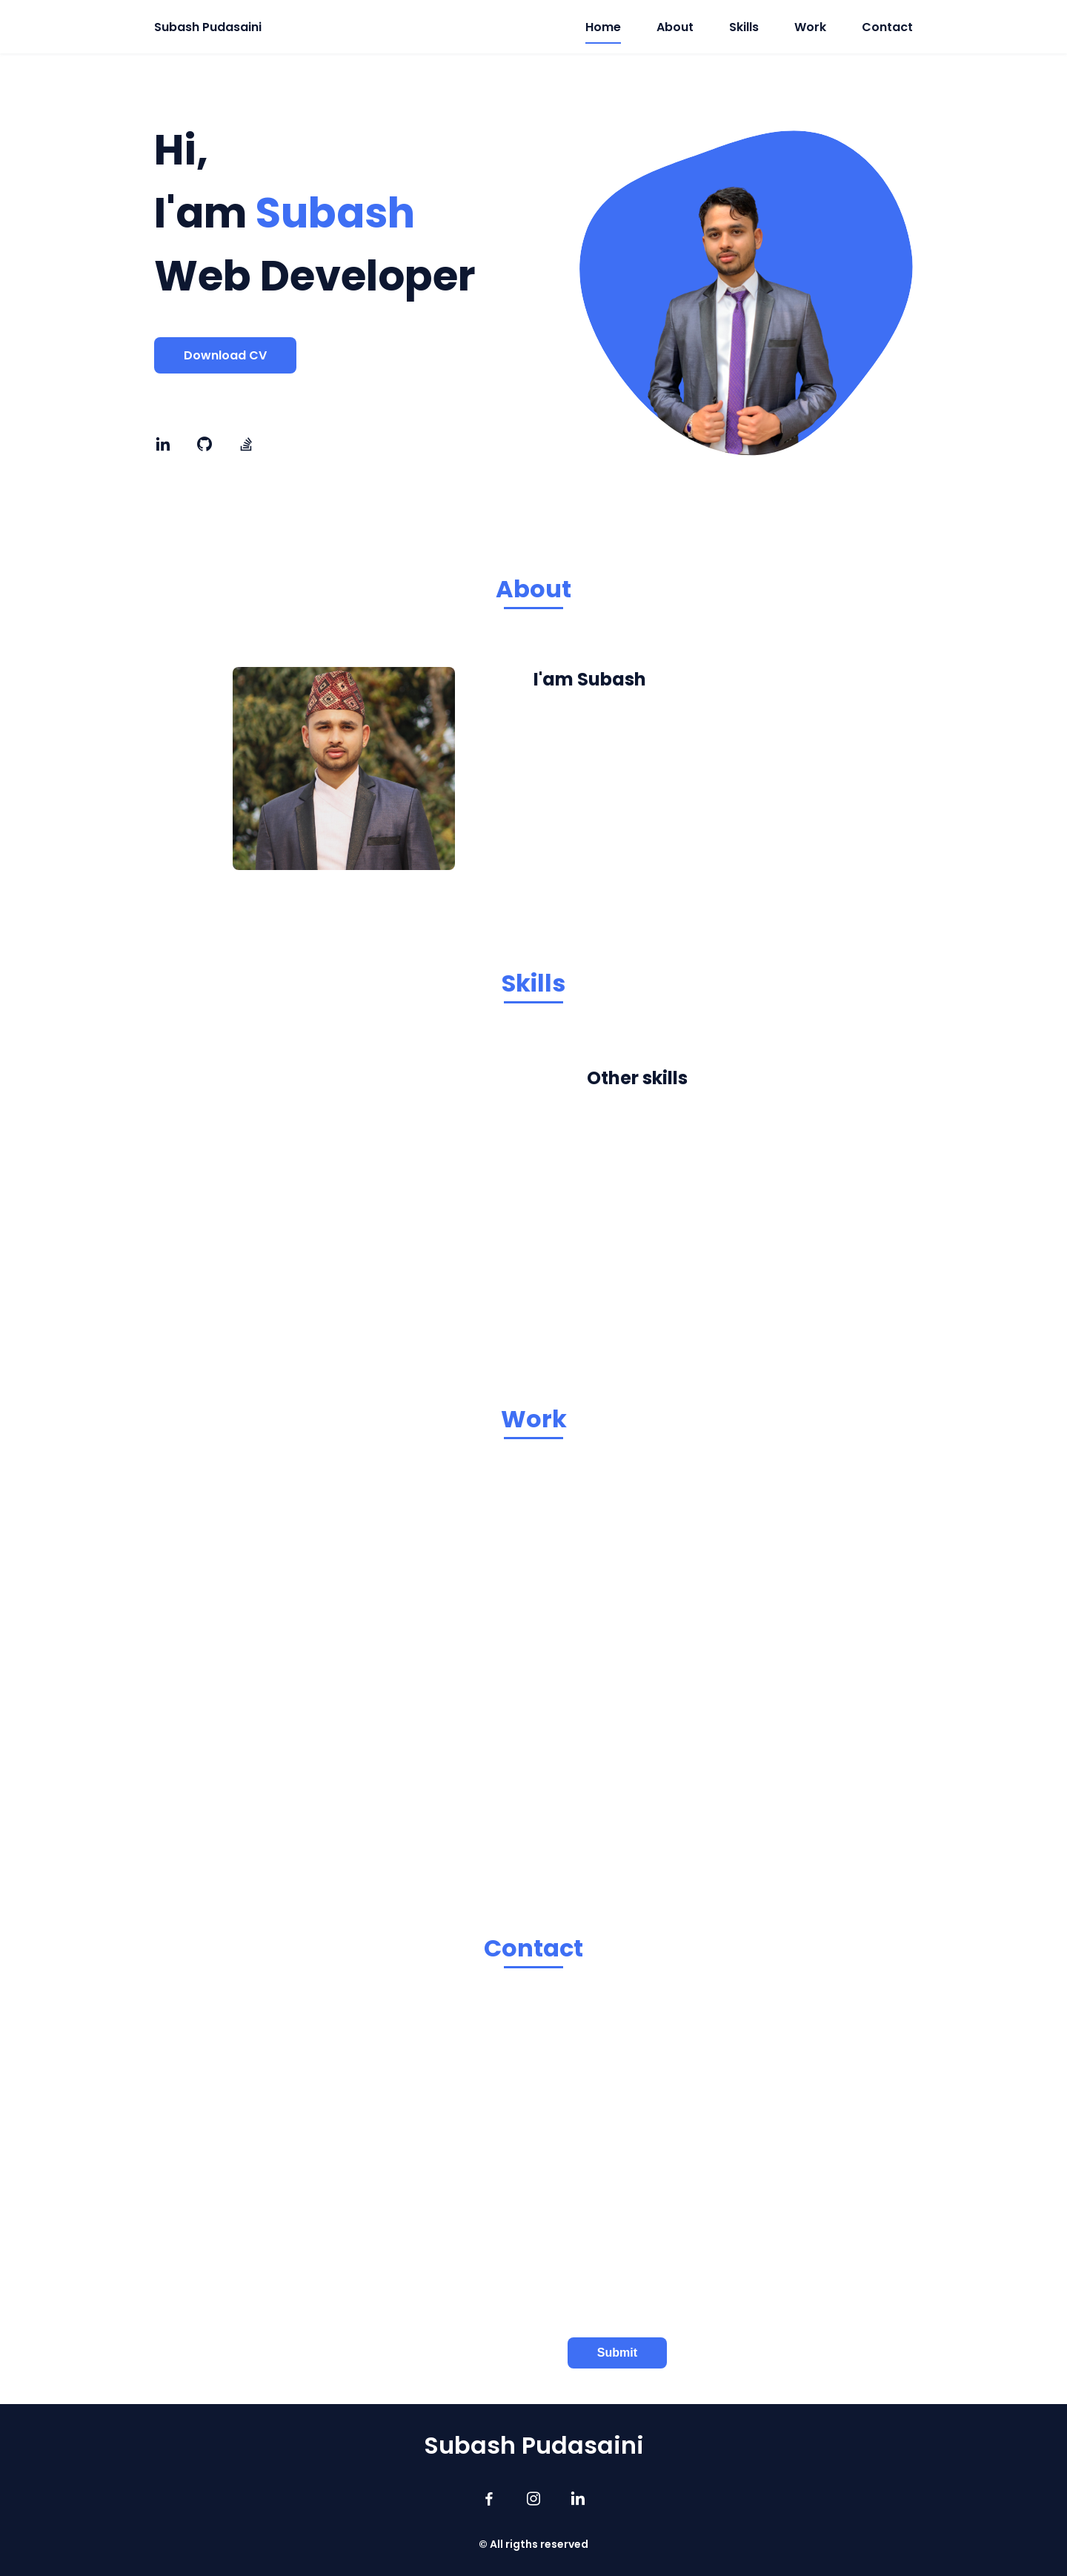 Subash Pudasaini
Home About Skills Work Contact
Hi,
I'am Subash
Web Developer
Download CV
About
I'am Subash
Skills
Other skills
Work
Contact
Submit
Subash Pudasaini
© All rigths reserved